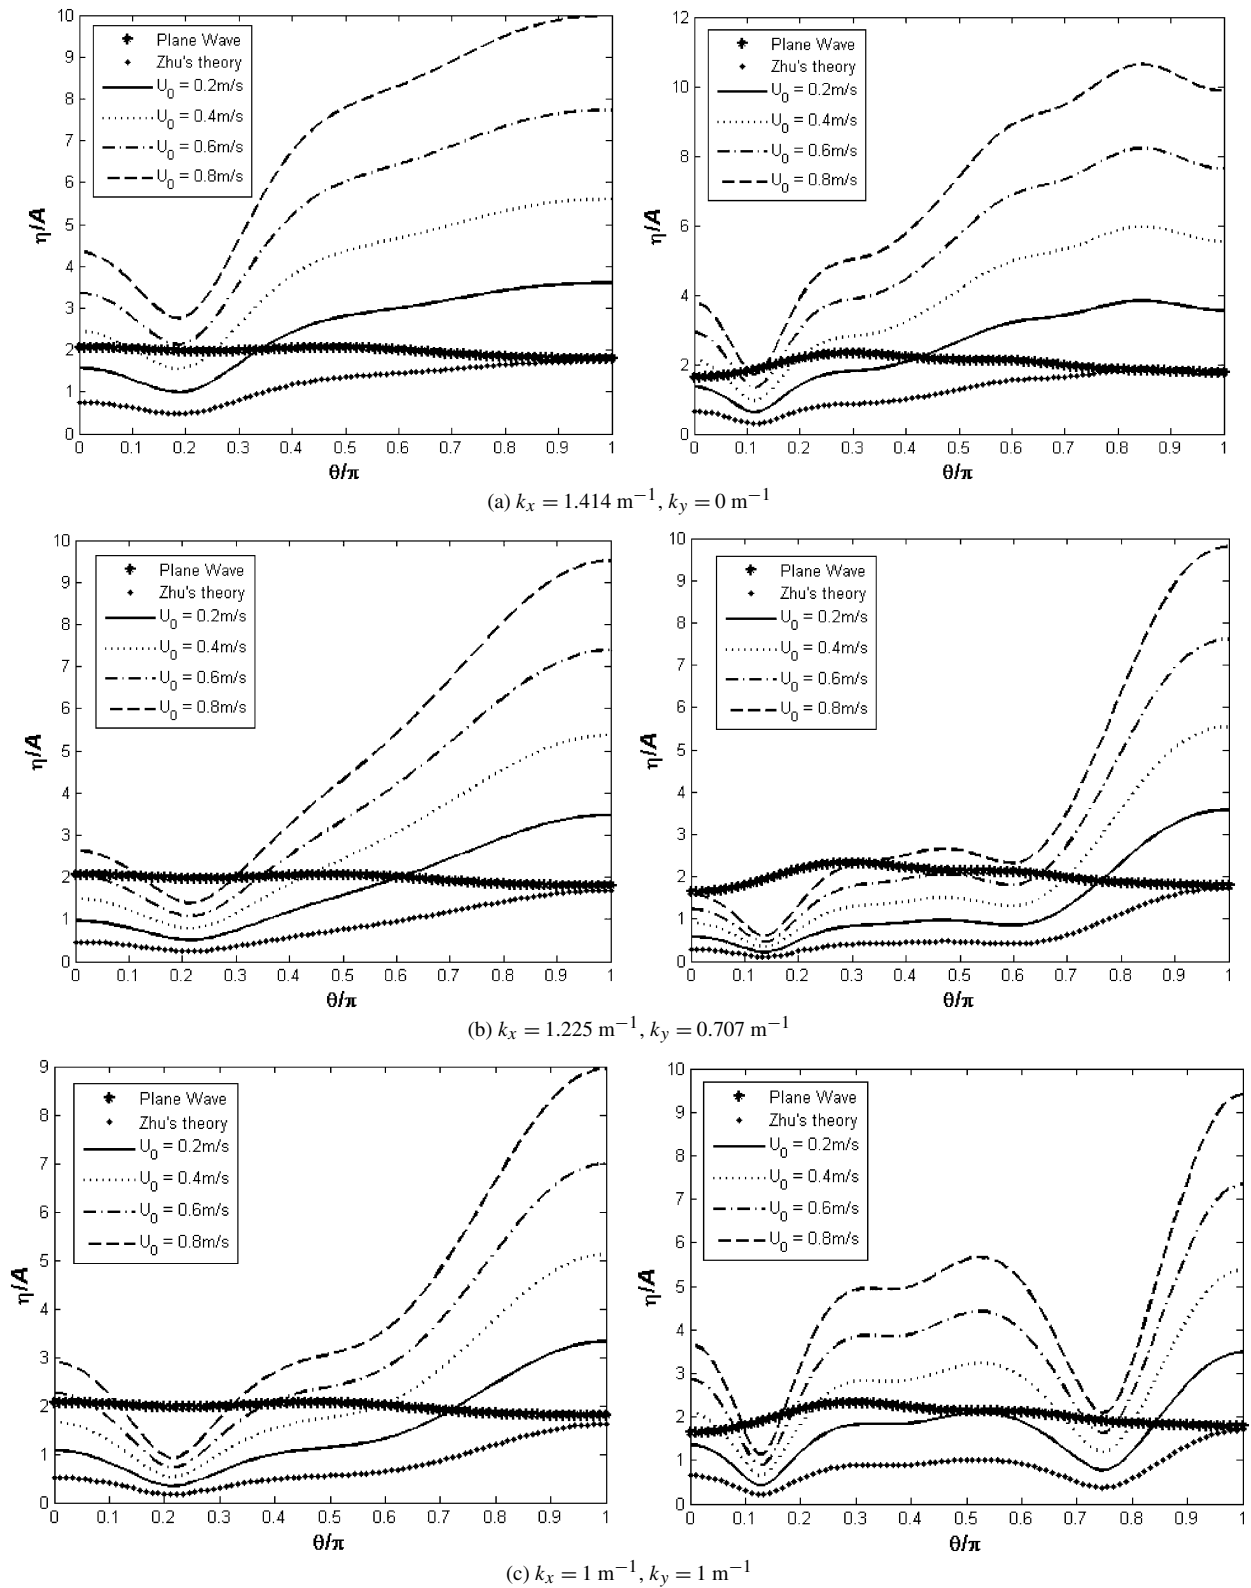 10
9
8
7
6
5
4
3
2
1
0
η/A
Plane Wave
Zhu's theory
U0 = 0.2m/s
U0 = 0.4m/s
U0 = 0.6m/s
U0 = 0.8m/s
0 0.1 0.2 0.3 0.4 0.5 0.6 0.7 0.8 0.9 1
θ/π
12
10
8
6
4
2
0
η/A
Plane Wave
Zhu's theory
U0 = 0.2m/s
U0 = 0.4m/s
U0 = 0.6m/s
U0 = 0.8m/s
0 0.1 0.2 0.3 0.4 0.5 0.6 0.7 0.8 0.9 1
θ/π
(a) kx = 1.414 m−1, ky = 0 m−1
10
9
8
7
6
5
4
3
2
1
0
η/A
Plane Wave
Zhu's theory
U0 = 0.2m/s
U0 = 0.4m/s
U0 = 0.6m/s
U0 = 0.8m/s
0 0.1 0.2 0.3 0.4 0.5 0.6 0.7 0.8 0.9 1
θ/π
10
9
8
7
6
5
4
3
2
1
0
η/A
Plane Wave
Zhu's theory
U0 = 0.2m/s
U0 = 0.4m/s
U0 = 0.6m/s
U0 = 0.8m/s
0 0.1 0.2 0.3 0.4 0.5 0.6 0.7 0.8 0.9 1
θ/π
(b) kx = 1.225 m−1, ky = 0.707 m−1
9
8
7
6
5
4
3
2
1
0
η/A
Plane Wave
Zhu's theory
U0 = 0.2m/s
U0 = 0.4m/s
U0 = 0.6m/s
U0 = 0.8m/s
0 0.1 0.2 0.3 0.4 0.5 0.6 0.7 0.8 0.9 1
θ/π
10
9
8
7
6
5
4
3
2
1
0
η/A
Plane Wave
Zhu's theory
U0 = 0.2m/s
U0 = 0.4m/s
U0 = 0.6m/s
U0 = 0.8m/s
0 0.1 0.2 0.3 0.4 0.5 0.6 0.7 0.8 0.9 1
θ/π
(c) kx = 1 m−1, ky = 1 m−1